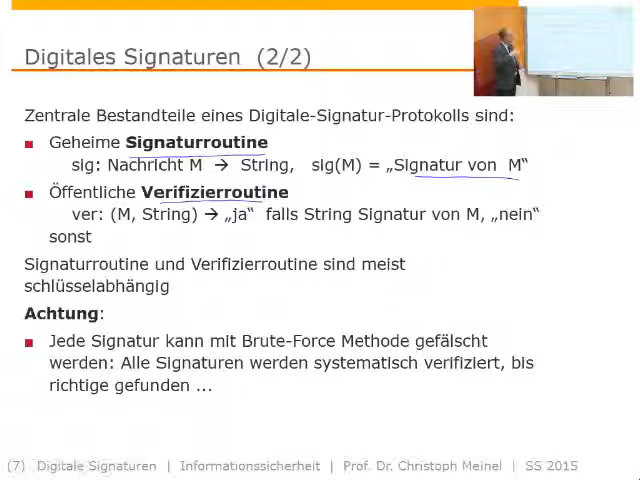 Digitales Signaturen (2/2)
Zentrale Bestandteile eines Digitale-Signatur-Protokolls sind:
Geheime Signaturroutine
sig: Nachricht M → String, sig(M) = „Signatur von M“
Öffentliche Verifizierroutine
ver: (M, String) → „ja“ falls String Signatur von M, „nein“
sonst
Signaturroutine und Verifizierroutine sind meist
schlüsselabhängig
Achtung:
Jede Signatur kann mit Brute-Force Methode gefälscht
werden: Alle Signaturen werden systematisch verifiziert, bis
richtige gefunden ...
(7) Digitale Signaturen | Informationssicherheit | Prof. Dr. Christoph Meinel | SS 2015